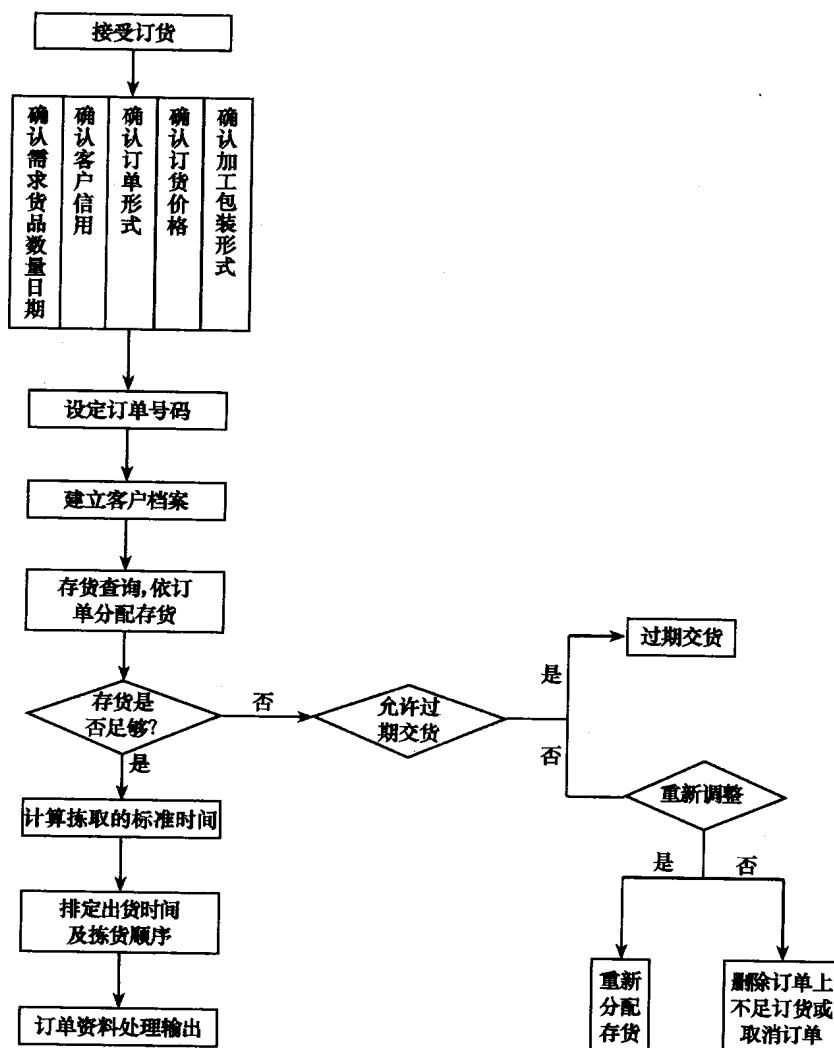 接受订货
确认需求货品数量日期
确认客户信用
确认订单形式
确认订货价格
确认加工包装形式
设定订单号码
建立客户档案
存货查询,依订
单分配存货
存货是
否足够?
否
允许过
期交货
是
过期交货
否
重新调整
是
计算拣取的标准时间
排定出货时间
及拣货顺序
订单资料处理输出
是
否
重新
分配
存货
删除订单上
不足订货或
取消订单